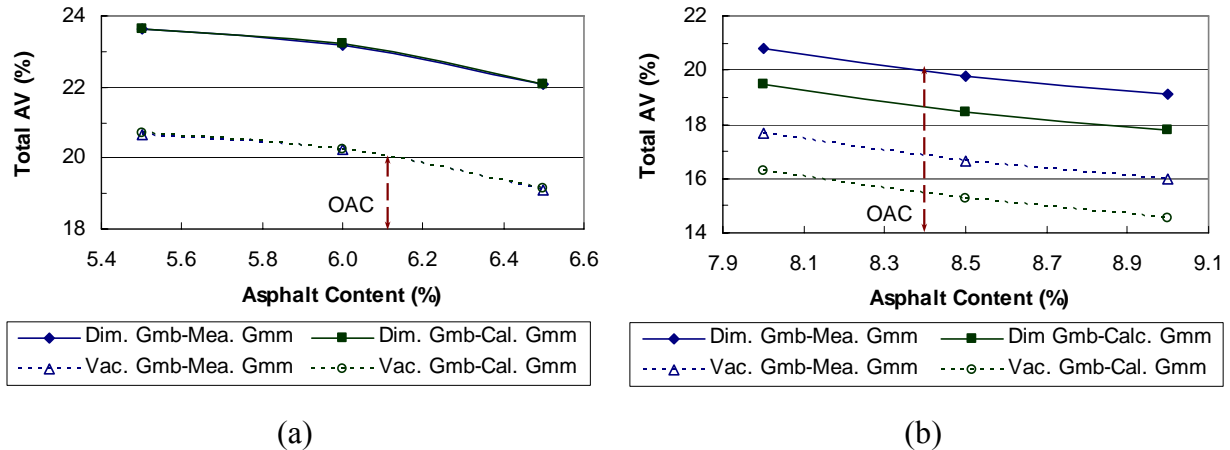 24
22
20
18
Total AV (%)
OAC
5.4 5.6 5.8 6.0 6.2 6.4 6.6
Asphalt Content (%)
Dim. Gmb-Mea. Gmm Dim. Gmb-Cal. Gmm
Vac. Gmb-Mea. Gmm Vac. Gmb-Cal. Gmm
(a)
22
20
18
16
14
Total AV (%)
OAC
7.9 8.1 8.3 8.5 8.7 8.9 9.1
Asphalt Content (%)
Dim. Gmb-Mea. Gmm Dim Gmb-Calc. Gmm
Vac. Gmb-Mea. Gmm Vac. Gmb-Cal. Gmm
(b)